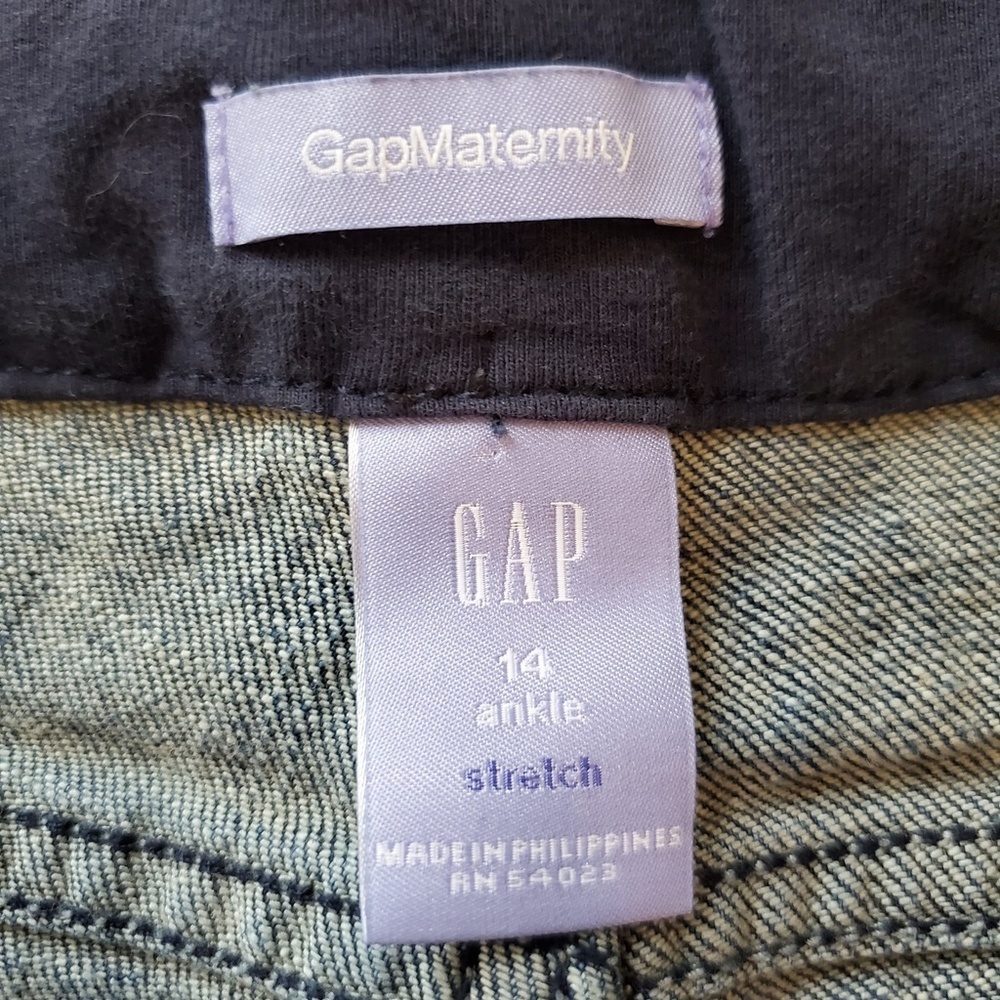 GapMaternity
GAP
14
ankle
stretch
MADE IN PHILIPPINES
RN 54023